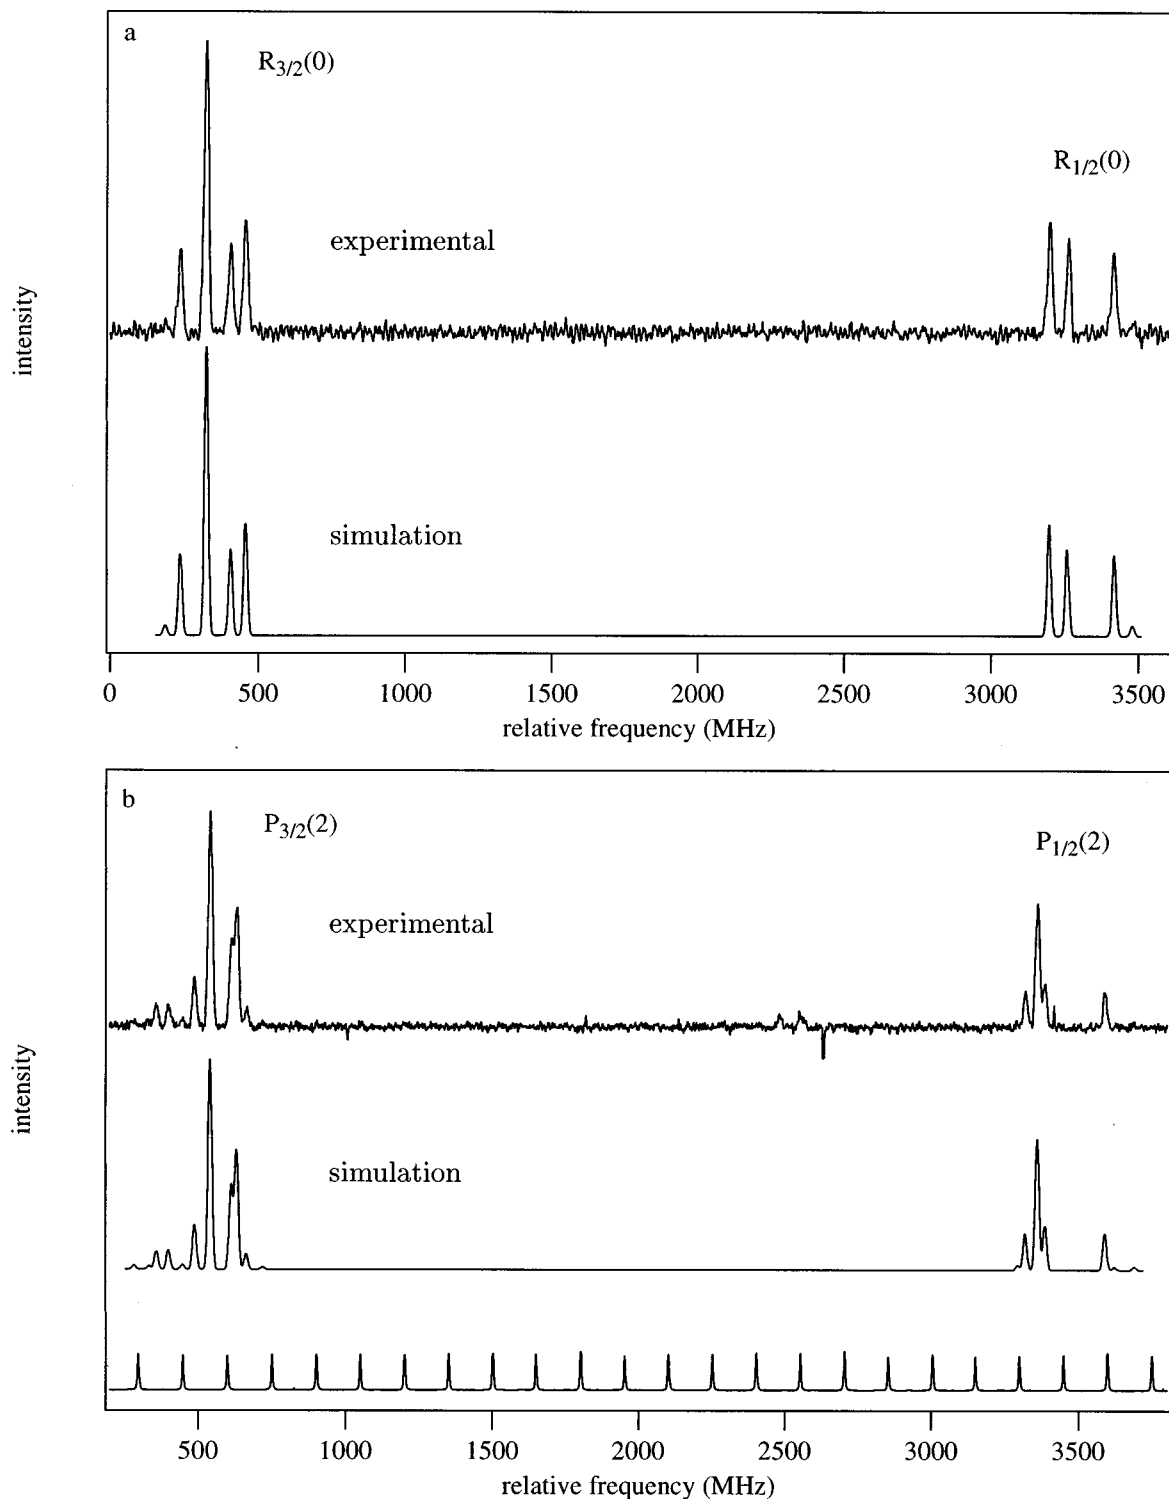 a
R3/2(0)
R1/2(0)
experimental
intensity
simulation
0 500 1000 1500 2000 2500 3000 3500
relative frequency (MHz)
b
P3/2(2)
P1/2(2)
experimental
intensity
simulation
500 1000 1500 2000 2500 3000 3500
relative frequency (MHz)